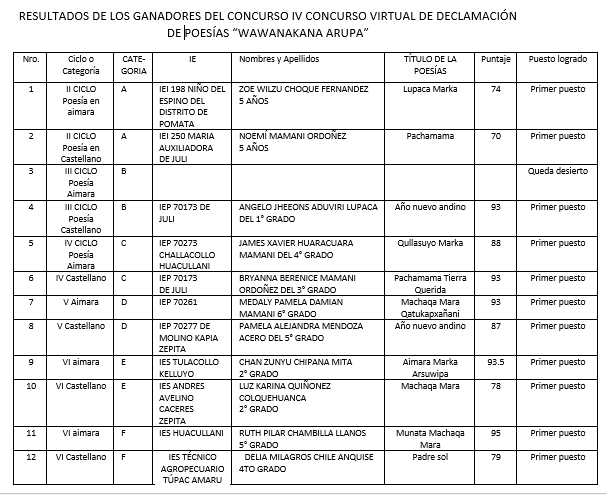 RESULTADOS DE LOS GANADORES DEL CONCURSO IV CONCURSO VIRTUAL DE DECLAMACIÓN
DE POESÍAS “WAWANAKANA ARUPA”
Nro. Ciclo o Categoría CATE-GORIA IE Nombres y Apellidos TÍTULO DE LA POESÍAS Puntaje Puesto logrado
1 II CICLO Poesía en aimara A IEI 198 NIÑO DEL ESPINO DEL DISTRITO DE POMATA ZOE WILZU CHOQUE FERNANDEZ 5 AÑOS Lupaca Marka 74 Primer puesto
2 II CICLO Poesía en Castellano A IEI 250 MARIA AUXILIADORA DE JULI NOEMÍ MAMANI ORDOÑEZ 5 AÑOS Pachamama 70 Primer puesto
3 III CICLO Poesía Aimara B Queda desierto
4 III CICLO Poesía Castellano B IEP 70173 DE JULI ANGELO JHEEONS ADUVIRI LUPACA DEL 1° GRADO Año nuevo andino 93 Primer puesto
5 IV CICLO Poesía Aimara C IEP 70273 CHALLACOLLO HUACULLANI JAMES XAVIER HUARACUARA MAMANI DEL 4° GRADO Qullasuyo Marka 88 Primer puesto
6 IV Castellano C IEP 70173 DE JULI BRYANNA BERENICE MAMANI ORDOÑEZ DEL 3° GRADO Pachamama Tierra Querida 93 Primer puesto
7 V Aimara D IEP 70261 MEDALY PAMELA DAMIAN MAMANI 6° GRADO Machaqa Mara Qatukapxañani 93 Primer puesto
8 V Castellano D IEP 70277 DE MOLINO KAPIA ZEPITA PAMELA ALEJANDRA MENDOZA ACERO DEL 5° GRADO Año nuevo andino 87 Primer puesto
9 VI aimara E IES TULACOLLO KELLUYO CHAN ZUNYU CHIPANA MITA 2° GRADO Aimara Marka Arsuwipa 93.5 Primer puesto
10 VI Castellano E IES ANDRES AVELINO CACERES ZEPITA LUZ KARINA QUIÑONEZ COLQUEHUANCA 2° GRADO Machaqa Mara 78 Primer puesto
11 VI aimara F IES HUACULLANI RUTH PILAR CHAMBILLA LLANOS 5° GRADO Munata Machaqa Mara 95 Primer puesto
12 VI Castellano F IES TÉCNICO AGROPECUARIO TÚPAC AMARU DELIA MILAGROS CHILE ANQUISE 4TO GRADO Padre sol 79 Primer puesto